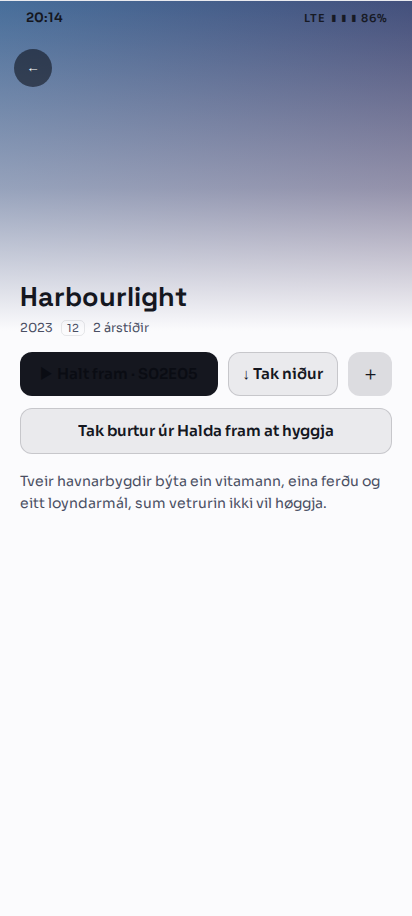 20:14
LTE 86%
←
Harbourlight
2023 12 2 árstíðir
▶ Halt fram · S02E05
↓ Tak niður
+
Tak burtur úr Halda fram at hyggja
Tveir havnarbygdir býta ein vitamann, eina ferðu og
eitt loyndarmál, sum vetrurin ikki vil høggja.